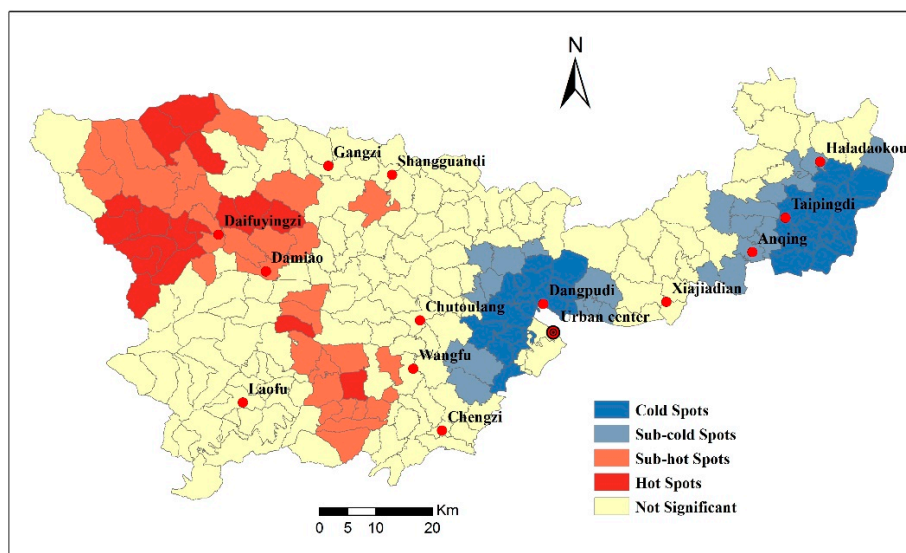 N
Haladaokou
Gangzi
Shangguandi
Taipingdi
Daifuyingzi
Anqing
Damiao
Xiajiadian
Dangpudi
Chutoulang
Urban center
Wangfu
Laofu
Chengzi
Cold Spots
Sub-cold Spots
Sub-hot Spots
Hot Spots
Not Significant
Km
0 5 10 20